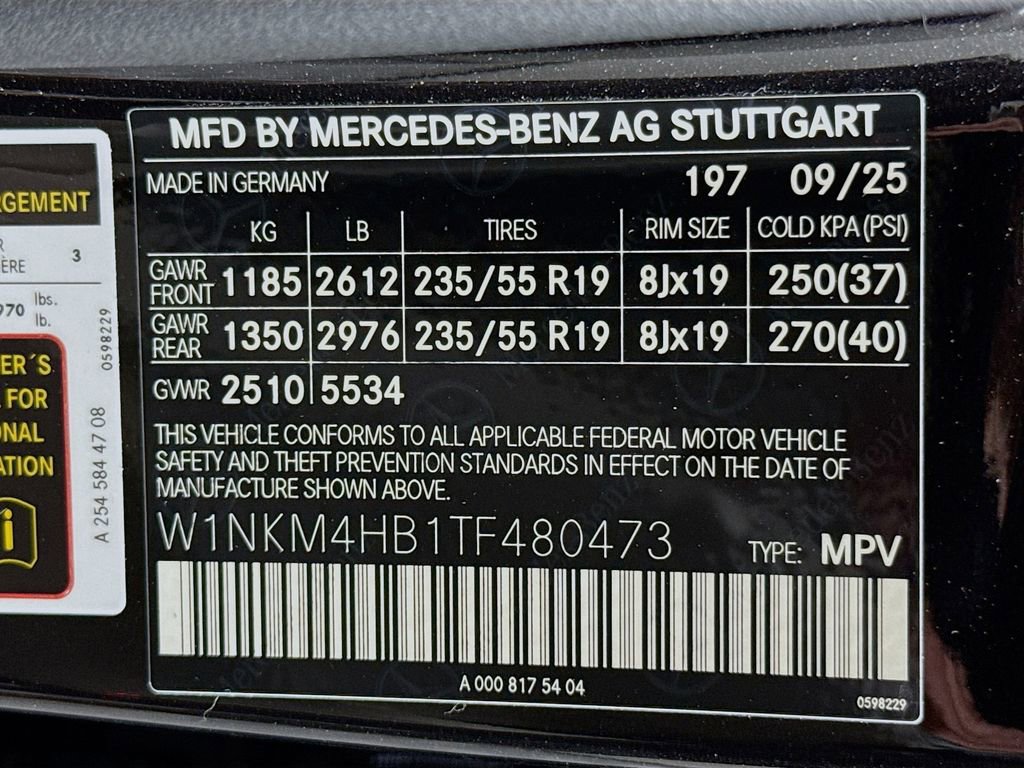 MFD BY MERCEDES-BENZ AG STUTTGART
MADE IN GERMANY 197 09/25
KG LB TIRES RIM SIZE COLD KPA (PSI)
GAWR FRONT 1185 2612 235/55 R19 8Jx19 250(37)
GAWR REAR 1350 2976 235/55 R19 8Jx19 270(40)
GVWR 2510 5534
THIS VEHICLE CONFORMS TO ALL APPLICABLE FEDERAL MOTOR VEHICLE
SAFETY AND THEFT PREVENTION STANDARDS IN EFFECT ON THE DATE OF
MANUFACTURE SHOWN ABOVE.
W1NKM4HB1TF480473 TYPE: MPV
A 000 817 54 04
0598229
RGEMENT
R
ÈRE 3
970 lbs.
lb.
ER´S
FOR
ONAL
ATION
i
0598229
A 254 584 47 08